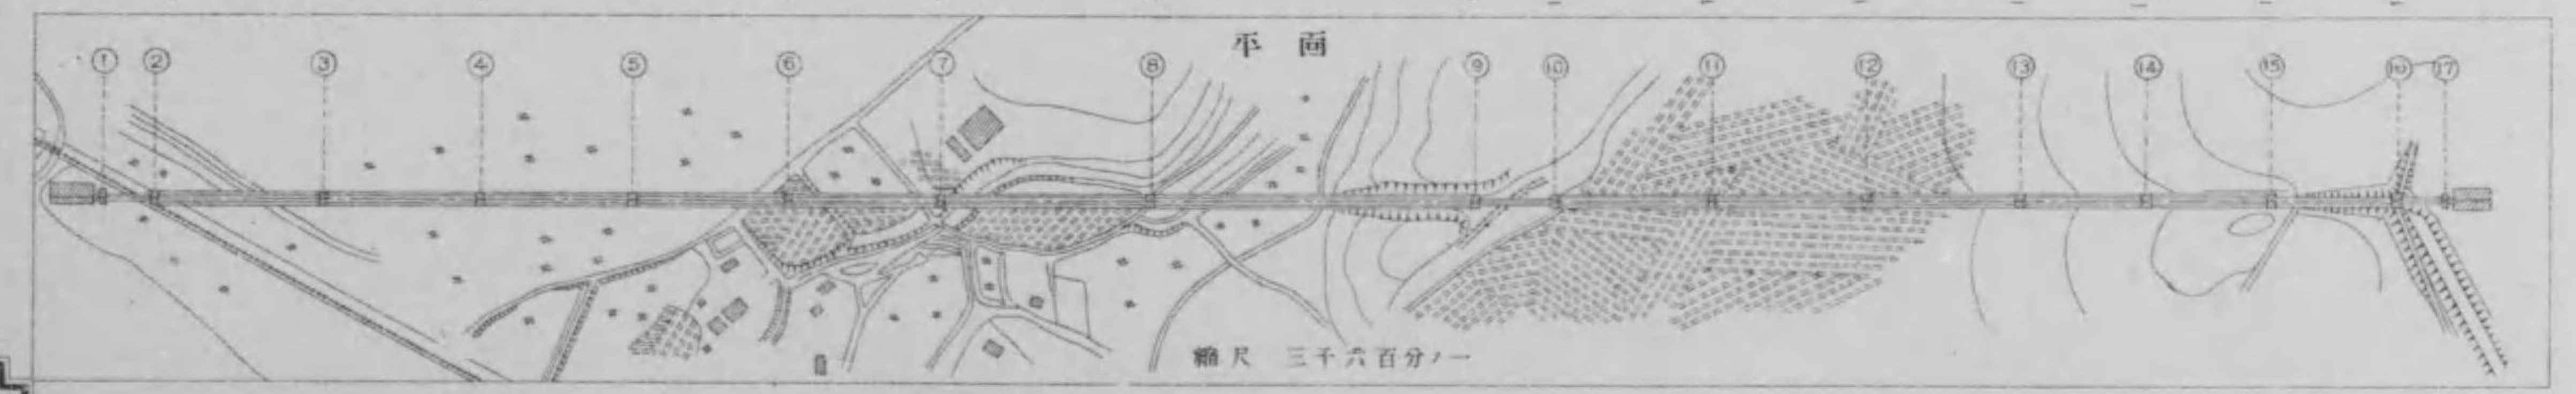 平面
① ② ③ ④ ⑤ ⑥ ⑦ ⑧ ⑨ ⑩ ⑪ ⑫ ⑬ ⑭ ⑮ ⑯ ⑰
縮尺 三千六百分ノ一